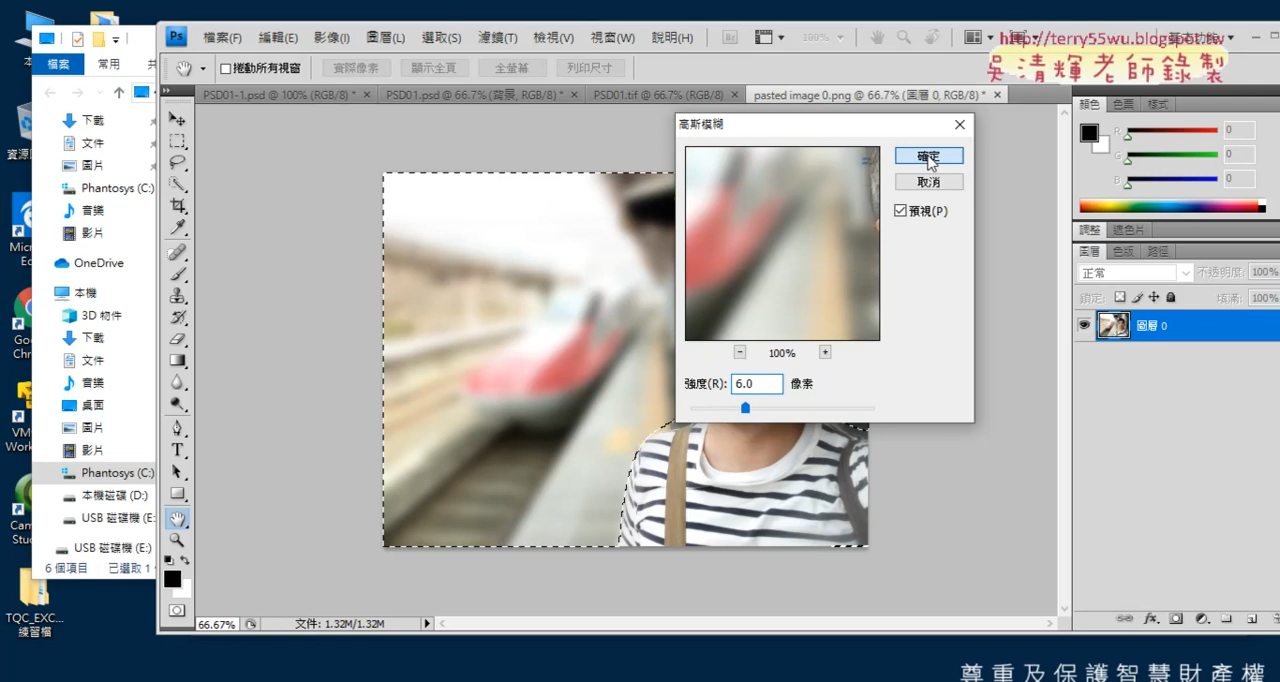 檔案(F) 編輯(E) 影像(I) 圖層(L) 選取(S) 濾鏡(T) 檢視(V) 視窗(W) 說明(H) 100%
http://terry55wu.blogspot.tw
吳清輝老師錄製
檔案 常用
捲動所有視窗 實際像素 顯示全頁 全螢幕 列印尺寸
PSD01-1.psd @ 100% (RGB/8) * × PSD01.psd @ 66.7% (背景, RGB/8) * × PSD01.tif @ 66.7% (RGB/8) × pasted image 0.png @ 66.7% (圖層 0, RGB/8) * ×
顏色 色票 樣式
R 0
G 0
B 0
調整 遮色片
圖層 色版 路徑
正常 不透明度: 100%
鎖定: 填滿: 100%
圖層 0
高斯模糊
確定
取消
預視(P)
100%
強度(R): 6.0 像素
下載
文件
圖片
Phantosys (C:)
音樂
影片
OneDrive
本機
3D 物件
下載
文件
音樂
桌面
圖片
影片
Phantosys (C:)
本機磁碟 (D:)
USB 磁碟機 (E:
USB 磁碟機 (E:)
6 個項目 已選取 1
TQC_EXC...
練習檔
66.67% 文件: 1.32M/1.32M
尊重及保護智慧財產權